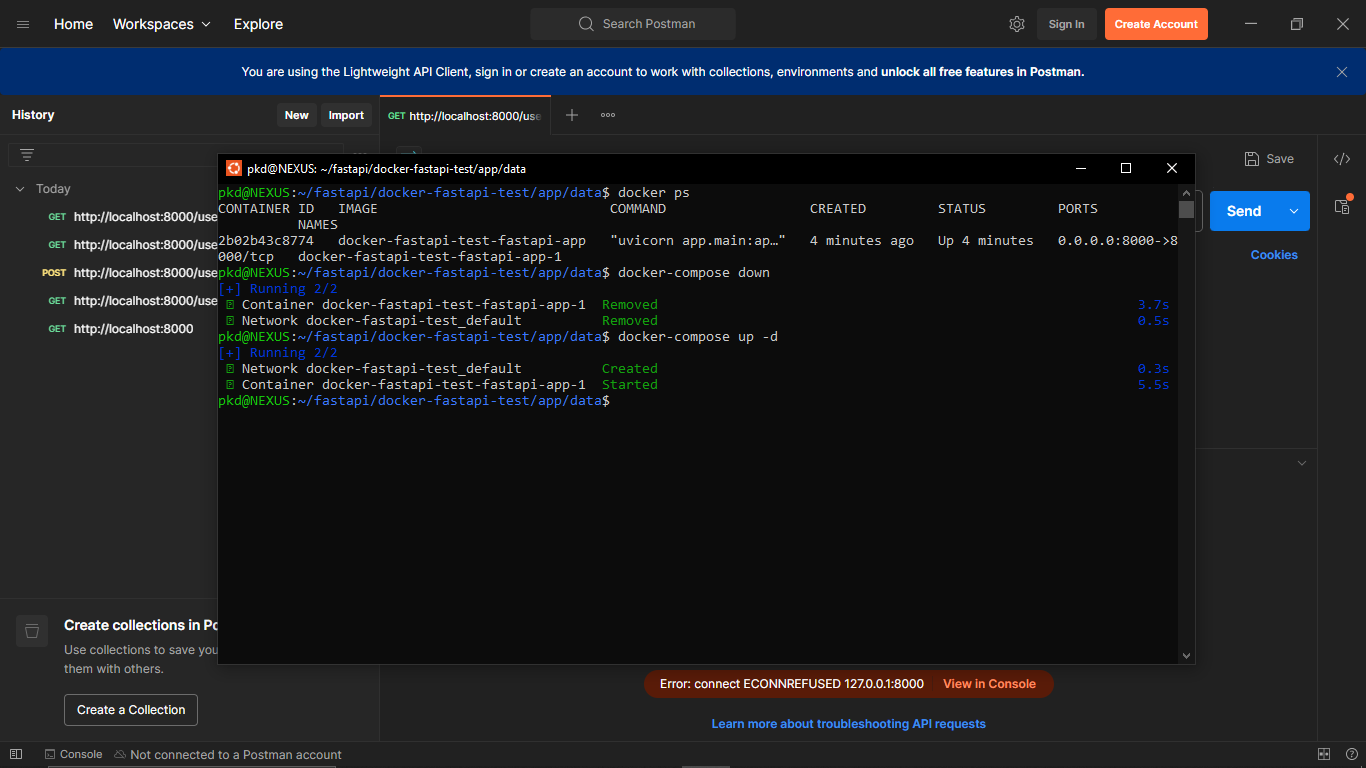 Home Workspaces Explore Search Postman Sign In Create Account
You are using the Lightweight API Client, sign in or create an account to work with collections, environments and unlock all free features in Postman.
History New Import GET http://localhost:8000/use
Save
Today
GET http://localhost:8000/use
GET http://localhost:8000/use
POST http://localhost:8000/use
GET http://localhost:8000/use
GET http://localhost:8000
Send
Cookies
pkd@NEXUS: ~/fastapi/docker-fastapi-test/app/data
pkd@NEXUS:~/fastapi/docker-fastapi-test/app/data$ docker ps
CONTAINER ID IMAGE COMMAND CREATED STATUS PORTS
NAMES
2b02b43c8774 docker-fastapi-test-fastapi-app "uvicorn app.main:ap…" 4 minutes ago Up 4 minutes 0.0.0.0:8000->8
000/tcp docker-fastapi-test-fastapi-app-1
pkd@NEXUS:~/fastapi/docker-fastapi-test/app/data$ docker-compose down
[+] Running 2/2
Container docker-fastapi-test-fastapi-app-1 Removed 3.7s
Network docker-fastapi-test_default Removed 0.5s
pkd@NEXUS:~/fastapi/docker-fastapi-test/app/data$ docker-compose up -d
[+] Running 2/2
Network docker-fastapi-test_default Created 0.3s
Container docker-fastapi-test-fastapi-app-1 Started 5.5s
pkd@NEXUS:~/fastapi/docker-fastapi-test/app/data$
Create collections in Po
Use collections to save you
them with others.
Create a Collection
Error: connect ECONNREFUSED 127.0.0.1:8000 View in Console
Learn more about troubleshooting API requests
Console Not connected to a Postman account